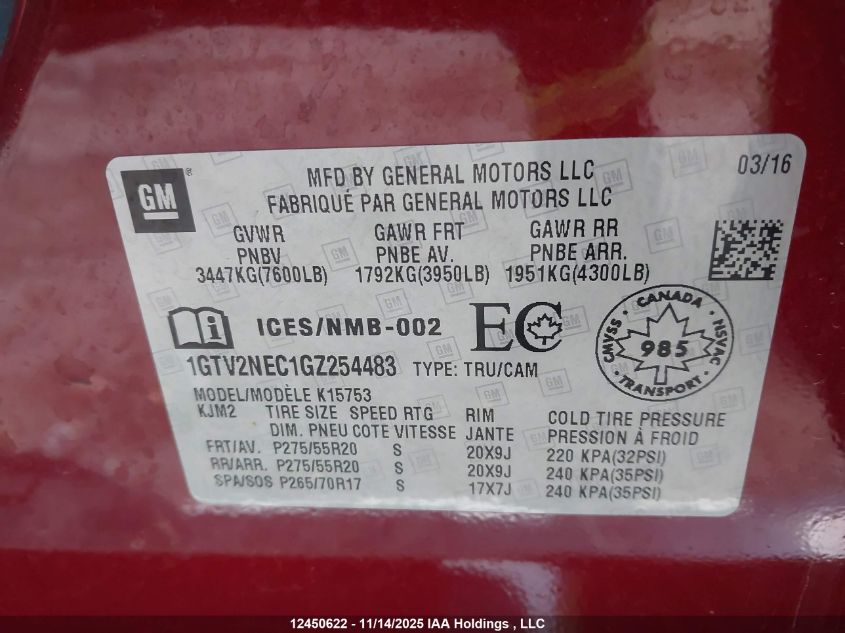 GM
®
MFD BY GENERAL MOTORS LLC
FABRIQUÉ PAR GENERAL MOTORS LLC
03/16
GVWR GAWR FRT GAWR RR
PNBV PNBE AV. PNBE ARR.
3447KG(7600LB) 1792KG(3950LB) 1951KG(4300LB)
i ICES/NMB-002 EC
CANADA
CMVSS 985 NSVAC
TRANSPORT
1GTV2NEC1GZ254483 TYPE: TRU/CAM
MODEL/MODÈLE K15753
KJM2 TIRE SIZE SPEED RTG RIM COLD TIRE PRESSURE
DIM. PNEU COTE VITESSE JANTE PRESSION À FROID
FRT/AV. P275/55R20 S 20X9J 220 KPA(32PSI)
RR/ARR. P275/55R20 S 20X9J 240 KPA(35PSI)
SPA/SOS P265/70R17 S 17X7J 240 KPA(35PSI)
12450622 - 11/14/2025 IAA Holdings , LLC